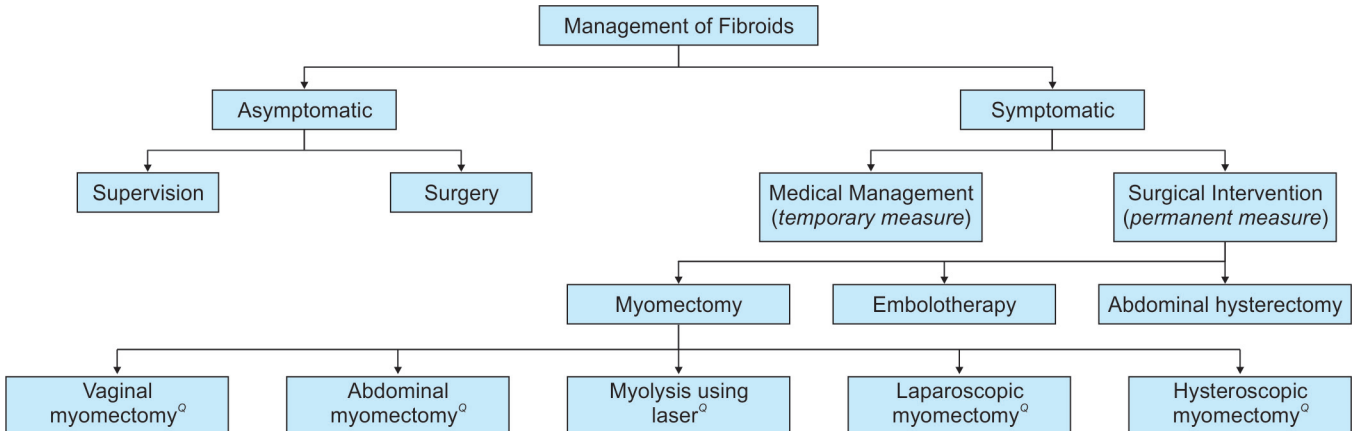 Management of Fibroids
Asymptomatic
Symptomatic
Supervision
Surgery
Medical Management
(temporary measure)
Surgical Intervention
(permanent measure)
Myomectomy
Embolotherapy
Abdominal hysterectomy
Vaginal
myomectomyQ
Abdominal
myomectomyQ
Myolysis using
laserQ
Laparoscopic
myomectomyQ
Hysteroscopic
myomectomyQ